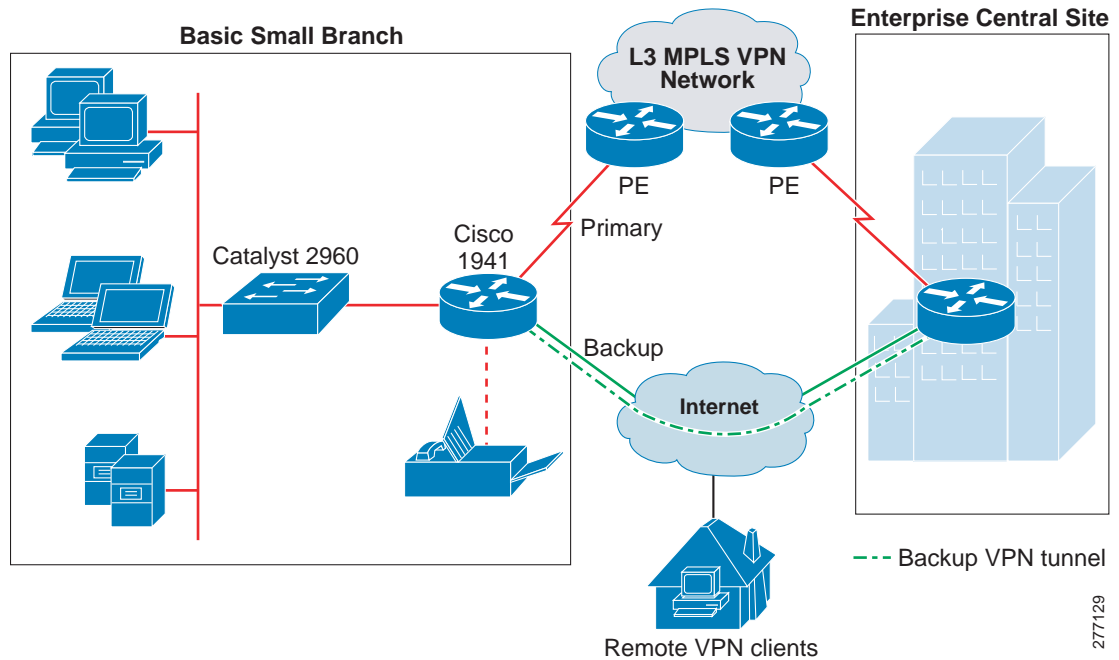 Basic Small Branch
Enterprise Central Site
L3 MPLS VPN
Network
PE
PE
Primary
Cisco
1941
Catalyst 2960
Backup
Internet
Backup VPN tunnel
Remote VPN clients
277129